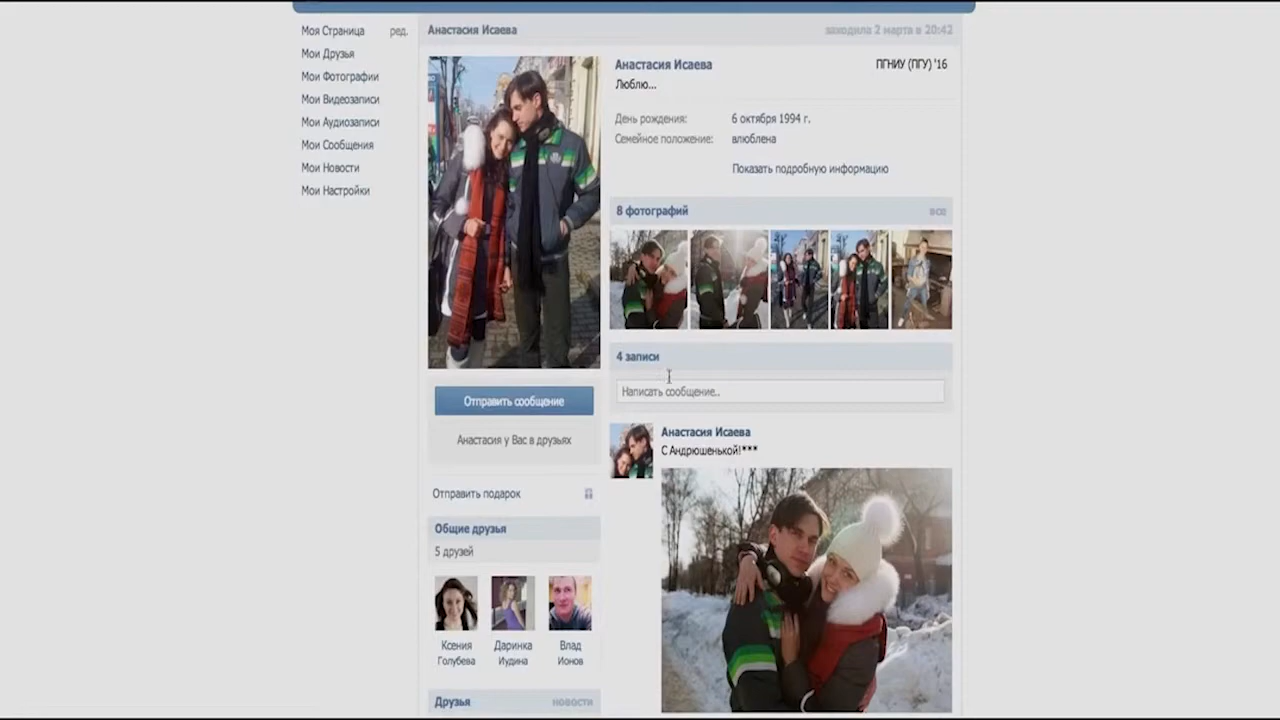 Моя Страница
ред.
Мои Друзья
Мои Фотографии
Мои Видеозаписи
Мои Аудиозаписи
Мои Сообщения
Мои Новости
Мои Настройки
Анастасия Исаева
заходила 2 марта в 20:42
Анастасия Исаева
ПГНИУ (ПГУ) '16
Люблю...
День рождения: 6 октября 1994 г.
Семейное положение: влюблена
Показать подробную информацию
8 фотографий
все
4 записи
Написать сообщение..
Отправить сообщение
Анастасия у Вас в друзьях
Отправить подарок
Общие друзья
5 друзей
Ксения Голубева
Даринка Иудина
Влад Ионов
Друзья
новости
Анастасия Исаева
С Андрюшенькой!***